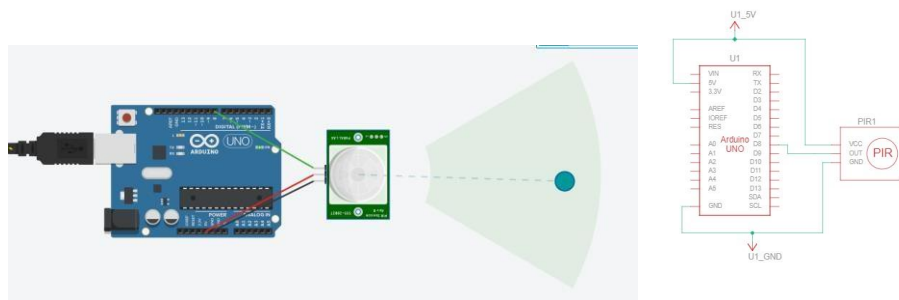 DIGITAL
ARDUINO
UNO
POWER
ANALOG IN
U1_5V
U1
VIN
5V
3.3V
AREF
IOREF
RES
A0
A1
A2
A3
A4
A5
GND
Arduino
UNO
RX
TX
D2
D3
D4
D5
D6
D7
D8
D9
D10
D11
D12
D13
SDA
SCL
PIR1
VCC
OUT
GND
PIR
U1_GND